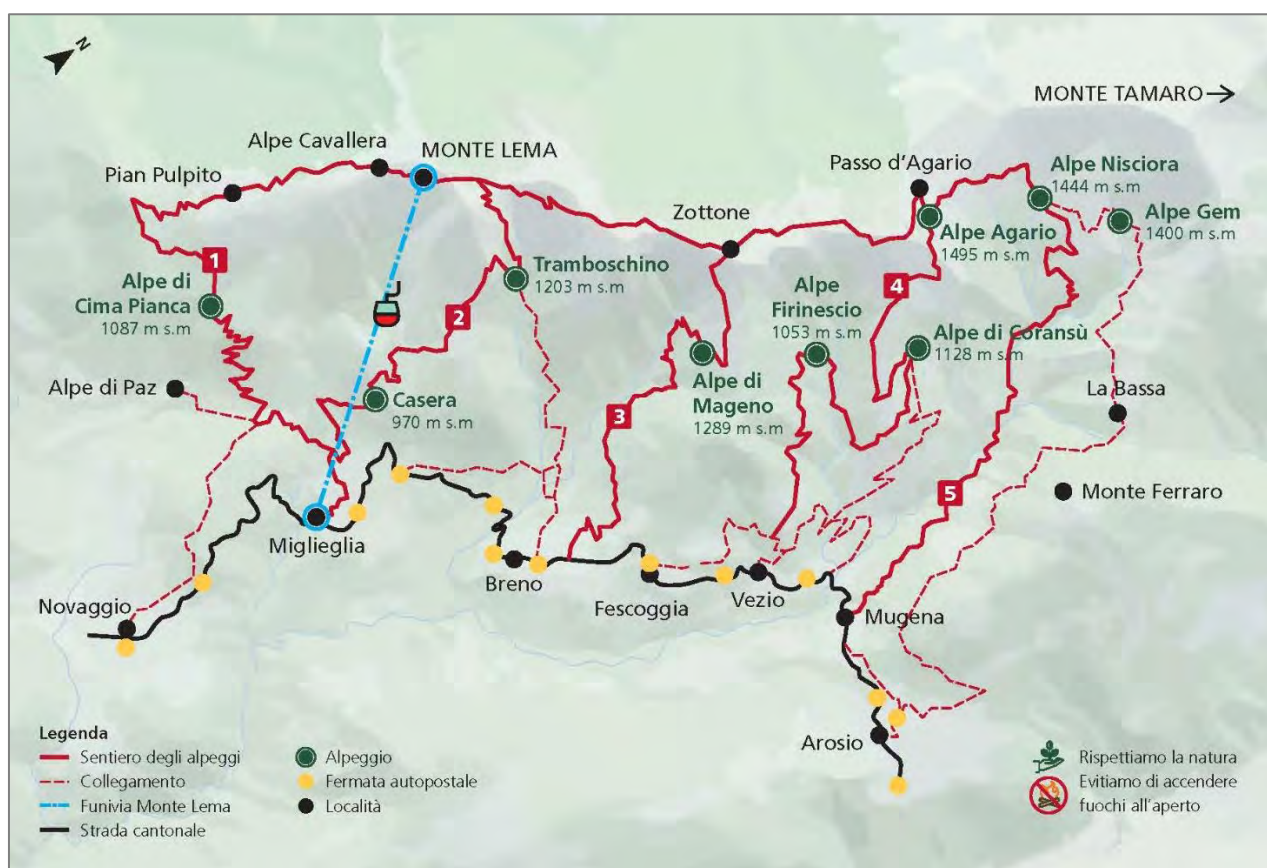 N
MONTE TAMARO
Alpe Cavallera
MONTE LEMA
Pian Pulpito
Passo d'Agario
Alpe Nisciora
1444 m s.m
Zottone
Alpe Gem
1400 m s.m
Alpe Agario
1495 m s.m
1
Alpe di
Cima Pianca
1087 m s.m
Tramboschino
1203 m s.m
2
Alpe
Firinescio
1053 m s.m
4
Alpe di Coransù
1128 m s.m
Alpe di Paz
Casera
970 m s.m
3
Alpe di
Mageno
1289 m s.m
La Bassa
5
Monte Ferraro
Miglieglia
Breno
Fescoggia
Vezio
Mugena
Novaggio
Arosio
Legenda
Sentiero degli alpeggi
Collegamento
Funivia Monte Lema
Strada cantonale
Alpeggio
Fermata autopostale
Località
Rispettiamo la natura
Evitiamo di accendere
fuochi all'aperto